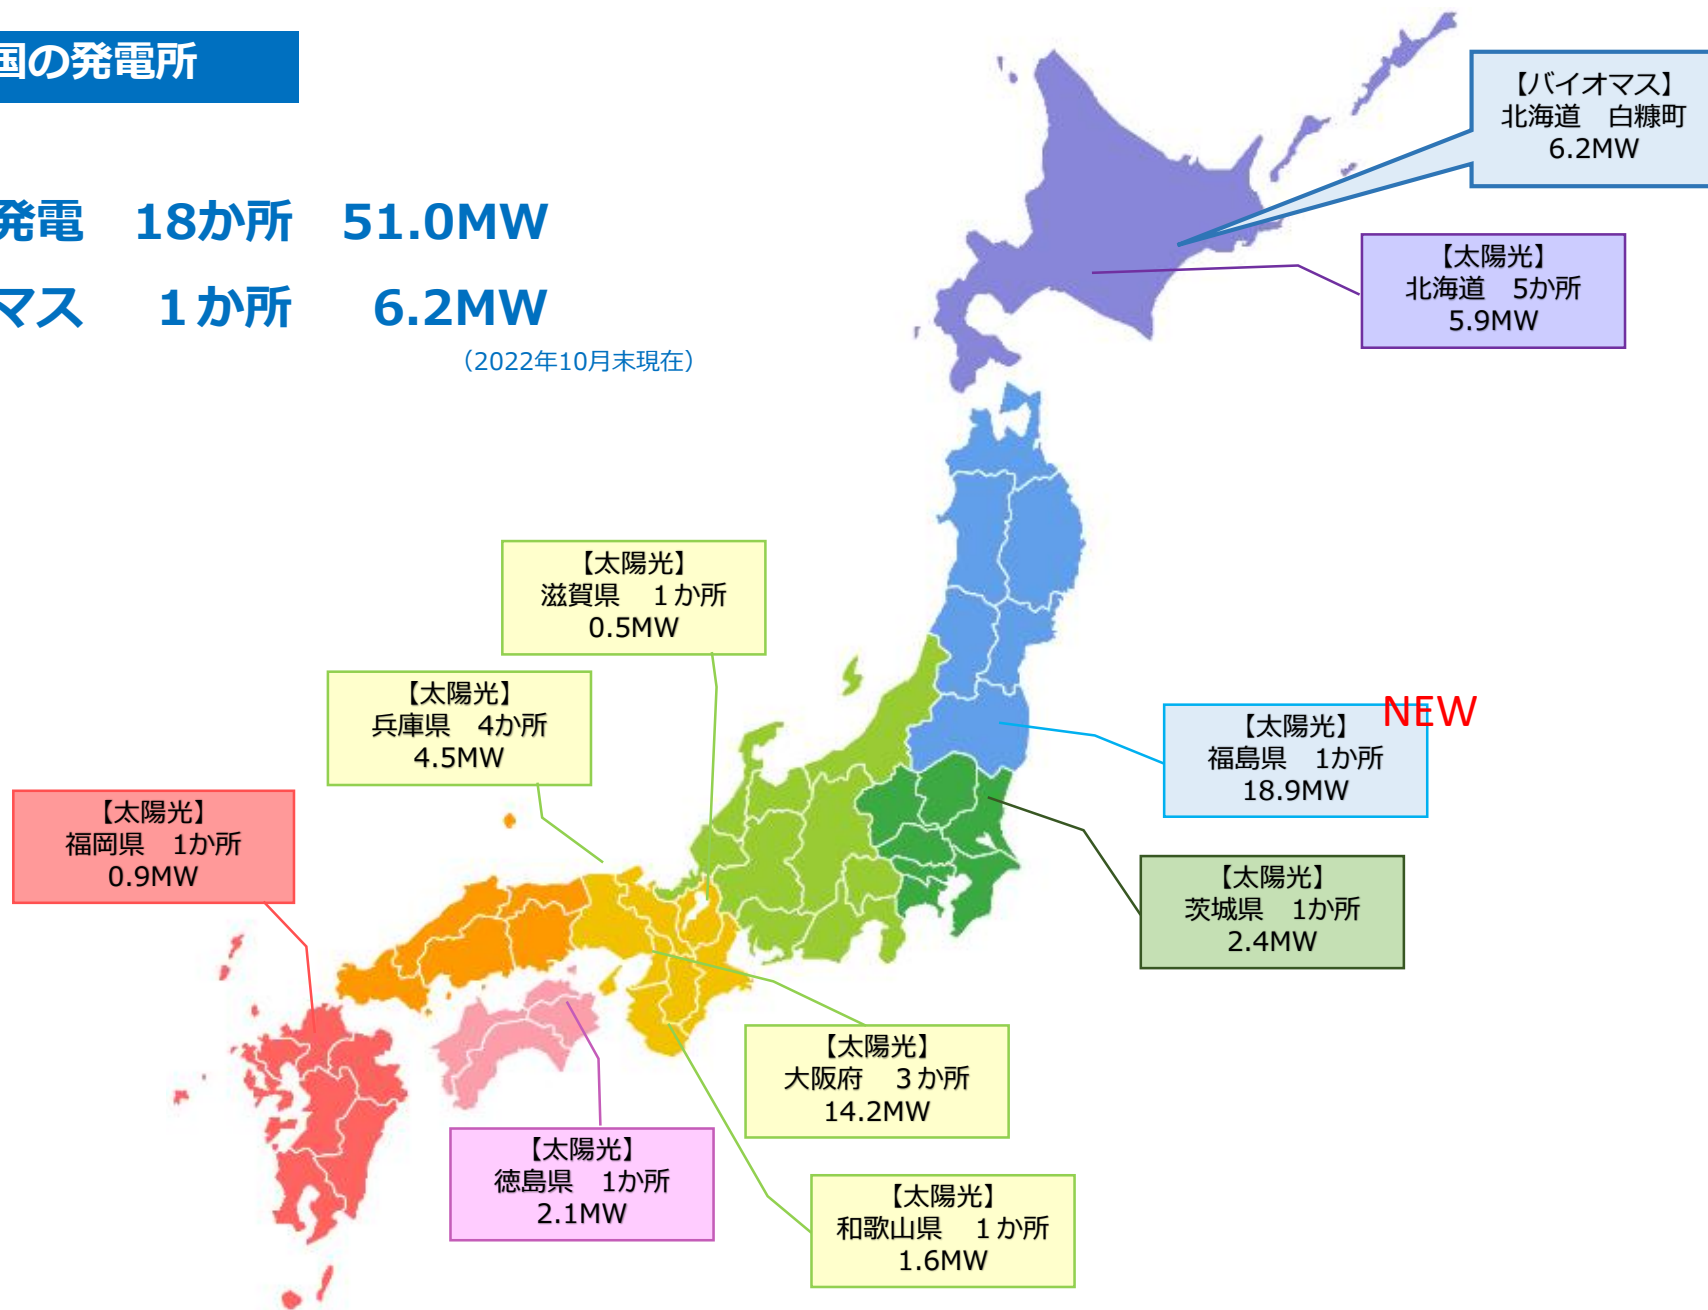 国の発電所
発電　18か所　51.0MW
マス　１か所　6.2MW
（2022年10月末現在）
【バイオマス】
北海道　白糠町
6.2MW
【太陽光】
北海道　5か所
5.9MW
【太陽光】
滋賀県　１か所
0.5MW
【太陽光】
兵庫県　4か所
4.5MW
NEW
【太陽光】
福島県　1か所
18.9MW
【太陽光】
福岡県　1か所
0.9MW
【太陽光】
茨城県　1か所
2.4MW
【太陽光】
大阪府　３か所
14.2MW
【太陽光】
徳島県　1か所
2.1MW
【太陽光】
和歌山県　１か所
1.6MW